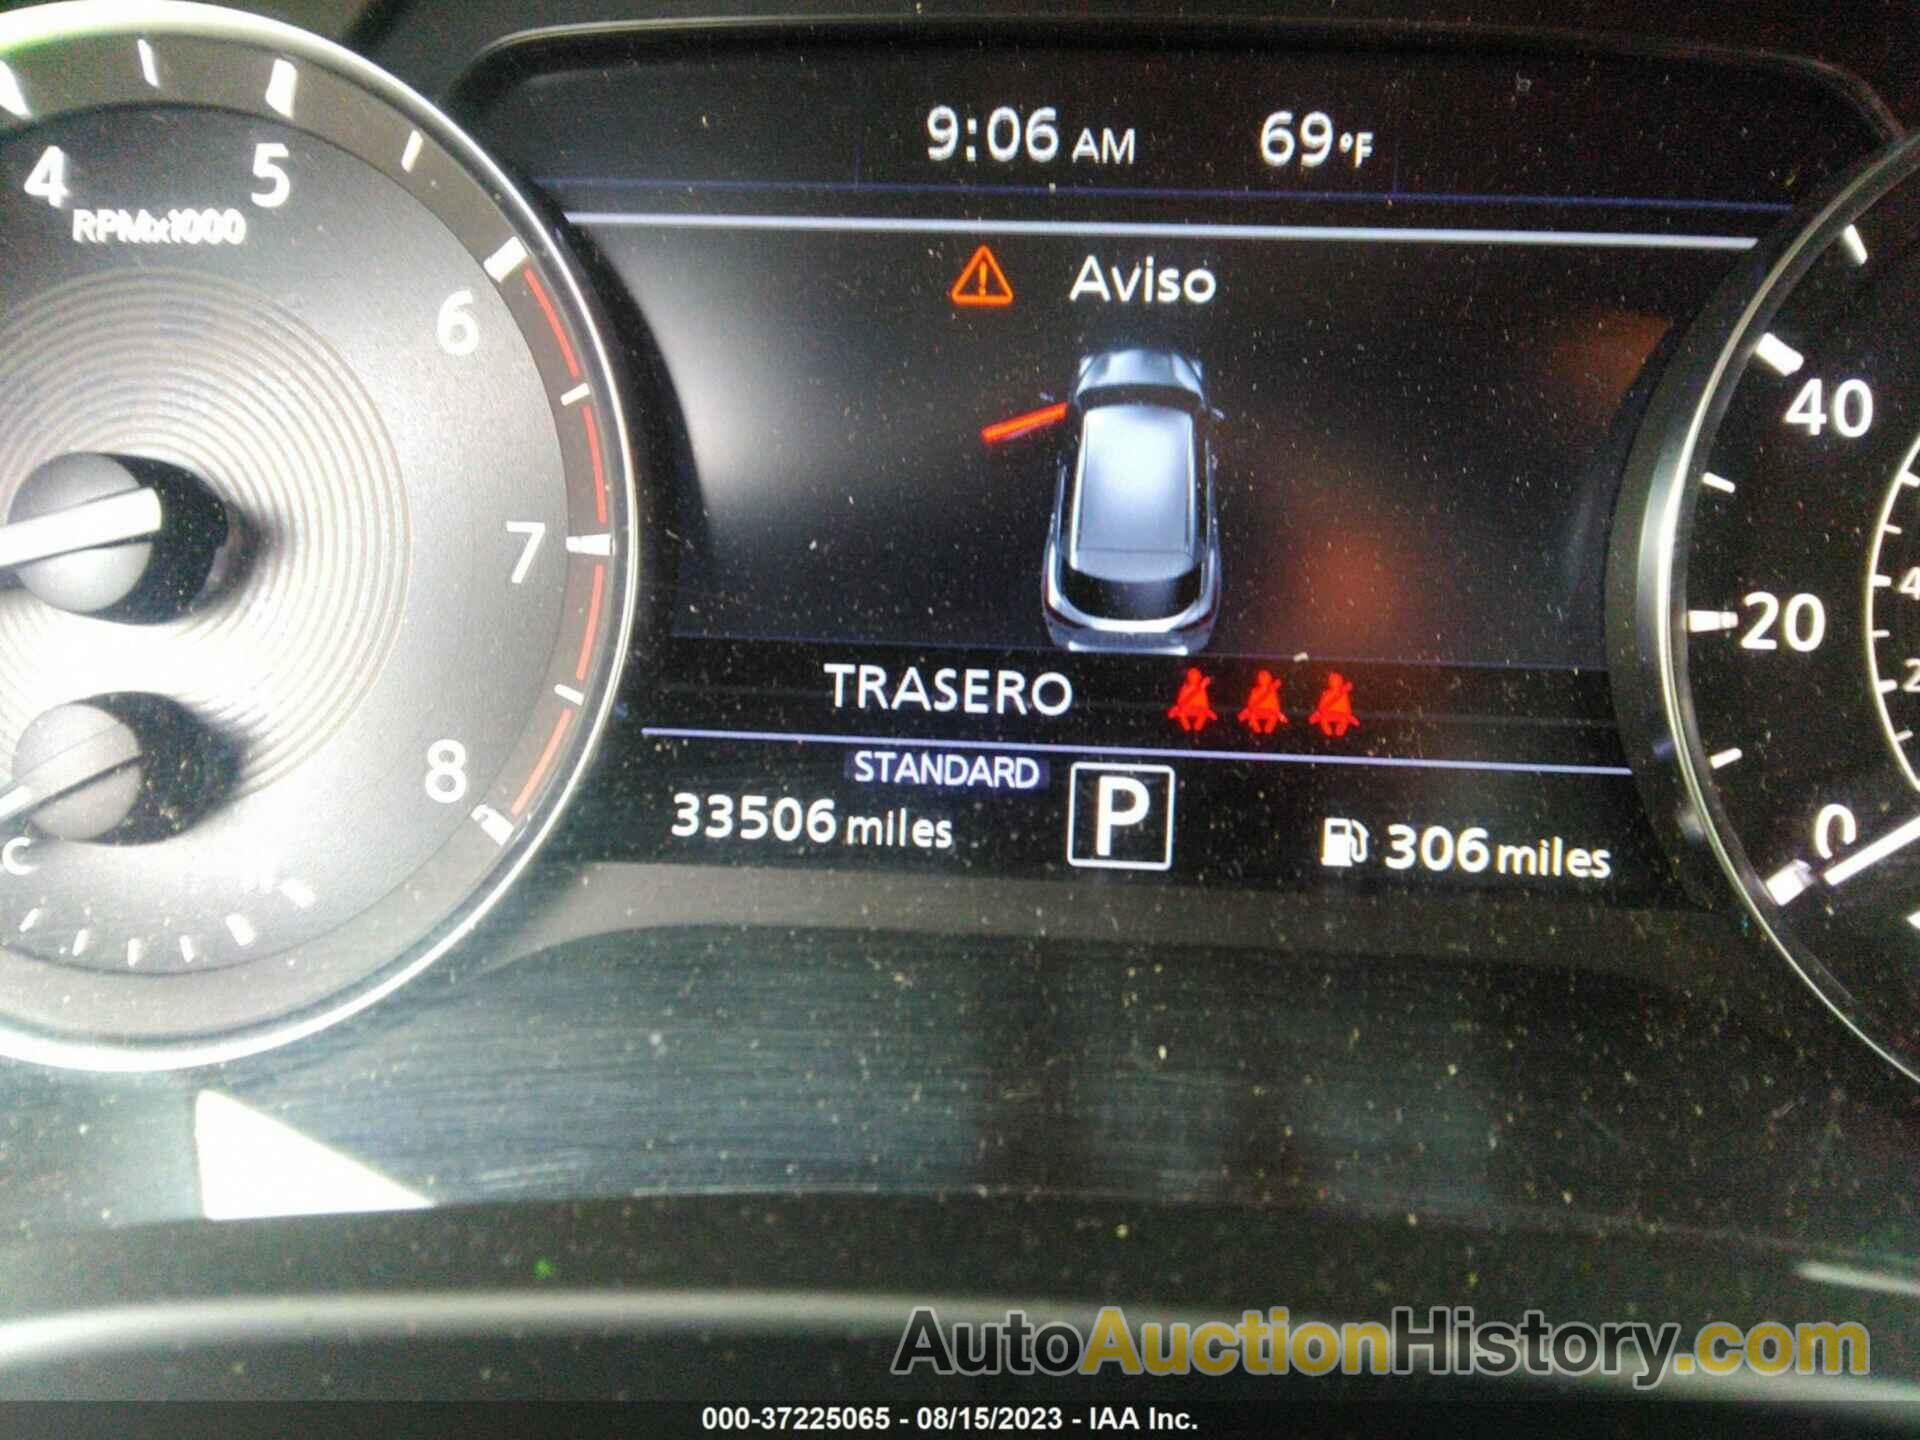 9:06 AM 69°F
4 5
RPMx1000
Aviso
6
40
7
20
TRASERO
8
STANDARD
33506 miles P 306 miles
0
C
AutoAuctionHistory.com
000-37225065 - 08/15/2023 - IAA Inc.